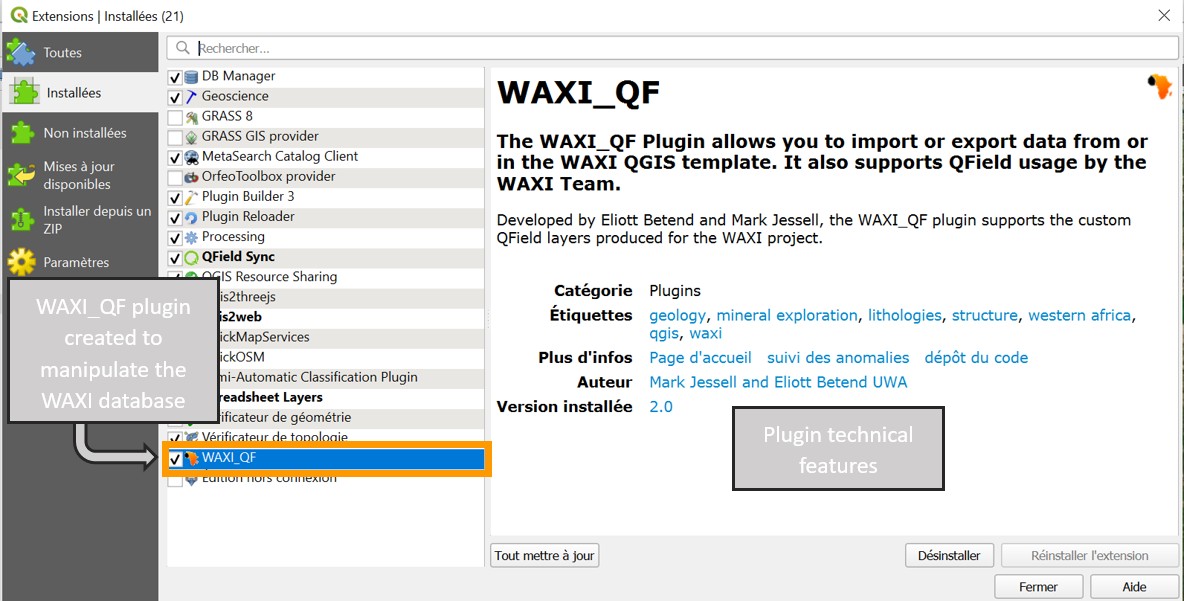 Extensions | Installées (21)
Toutes
Installées
Non installées
Mises à jour
disponibles
Installer depuis un
ZIP
Paramètres
WAXI_QF plugin
created to
manipulate the
WAXI database
Rechercher...
DB Manager
Geoscience
GRASS 8
GRASS GIS provider
MetaSearch Catalog Client
OrfeoToolbox provider
Plugin Builder 3
Plugin Reloader
Processing
QField Sync
QGIS Resource Sharing
is2threejs
is2web
ickMapServices
ickOSM
mi-Automatic Classification Plugin
readsheet Layers
rificateur de géométrie
Vérificateur de topologie
WAXI_QF
Édition hors connexion
WAXI_QF
The WAXI_QF Plugin allows you to import or export data from or
in the WAXI QGIS template. It also supports QField usage by the
WAXI Team.
Developed by Eliott Betend and Mark Jessell, the WAXI_QF plugin supports the custom
QField layers produced for the WAXI project.
Catégorie Plugins
Étiquettes geology, mineral exploration, lithologies, structure, western africa,
qgis, waxi
Plus d'infos Page d'accueil suivi des anomalies dépôt du code
Auteur Mark Jessell and Eliott Betend UWA
Version installée 2.0
Plugin technical
features
Tout mettre à jour
Désinstaller
Réinstaller l'extension
Fermer
Aide